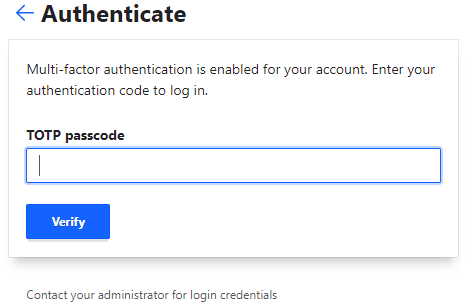 Authenticate
Multi-factor authentication is enabled for your account. Enter your
authentication code to log in.
TOTP passcode
Verify
Contact your administrator for login credentials